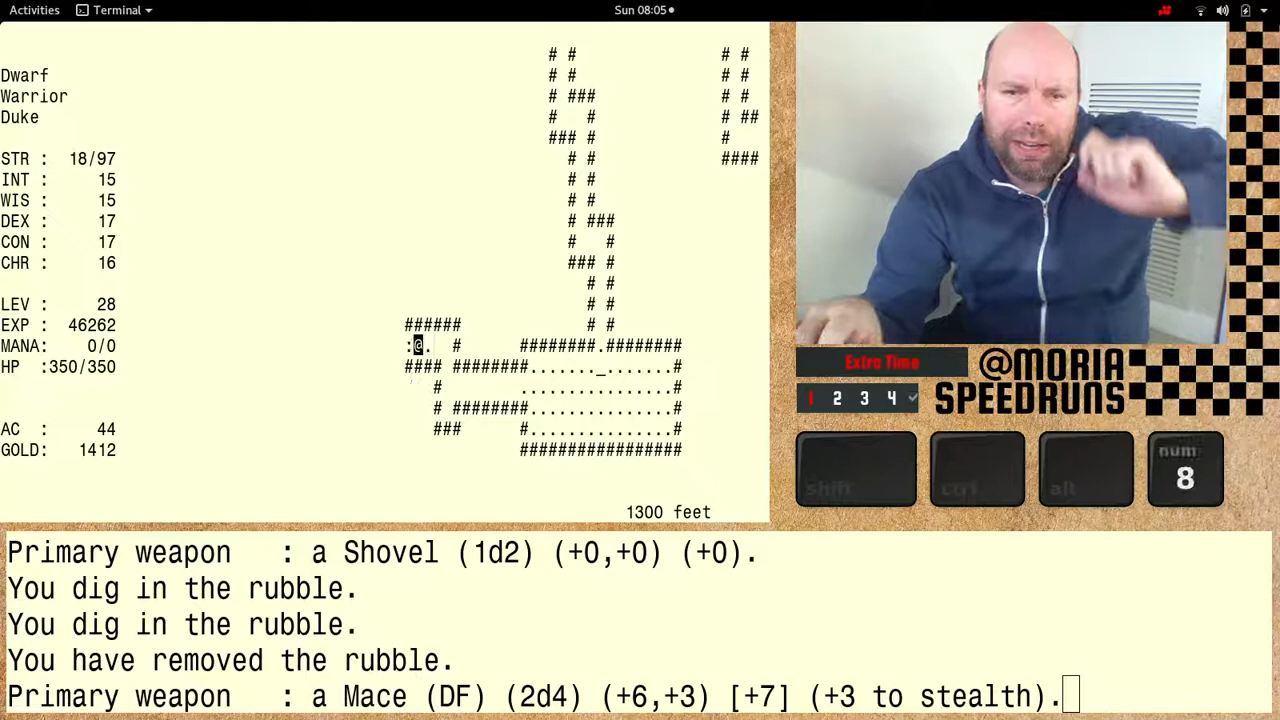 Activities Terminal Sun 08:05
Dwarf
Warrior
Duke
STR : 18/97
INT : 15
WIS : 15
DEX : 17
CON : 17
CHR : 16
LEV : 28
EXP : 46262
MANA: 0/0
HP :350/350
AC : 44
GOLD: 1412
# # # #
# # # #
# ### # #
# # # ##
### # #
# # ####
# #
# #
# ###
# #
### #
# #
# #
###### # #
:@. # ########.########
#### ########......._.......#
# ...............#
# ########...............#
### #...............#
#################
1300 feet
Extro Time
1 2 3 4
@MORIA
SPEEDRUNS
shift ctrl alt num
8
Primary weapon : a Shovel (1d2) (+0,+0) (+0).
You dig in the rubble.
You dig in the rubble.
You have removed the rubble.
Primary weapon : a Mace (DF) (2d4) (+6,+3) [+7] (+3 to stealth).